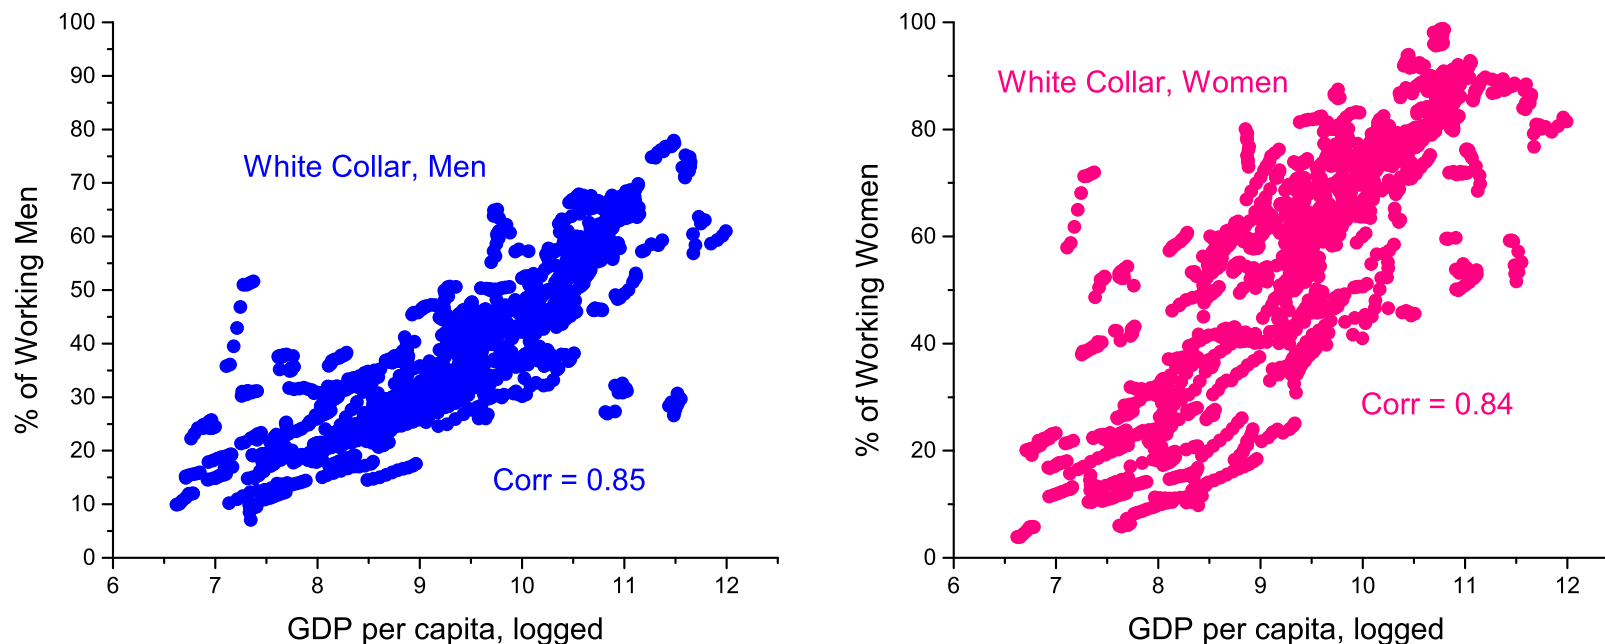 100
90
80
70
60
50
40
30
20
10
0
% of Working Men
White Collar, Men
Corr = 0.85
6 7 8 9 10 11 12
GDP per capita, logged
100
80
60
40
20
0
% of Working Women
White Collar, Women
Corr = 0.84
6 7 8 9 10 11 12
GDP per capita, logged